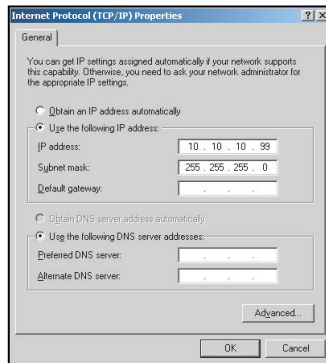 Internet Protocol (TCP/IP) Properties
General
You can get IP settings assigned automatically if your network supports
this capability. Otherwise, you need to ask your network administrator for
the appropriate IP settings.
Obtain an IP address automatically
Use the following IP address:
IP address: 10 . 10 . 10 . 99
Subnet mask: 255 . 255 . 255 . 0
Default gateway: . . .
Obtain DNS server address automatically
Use the following DNS server addresses:
Preferred DNS server: . . .
Alternate DNS server: . . .
Advanced...
OK Cancel